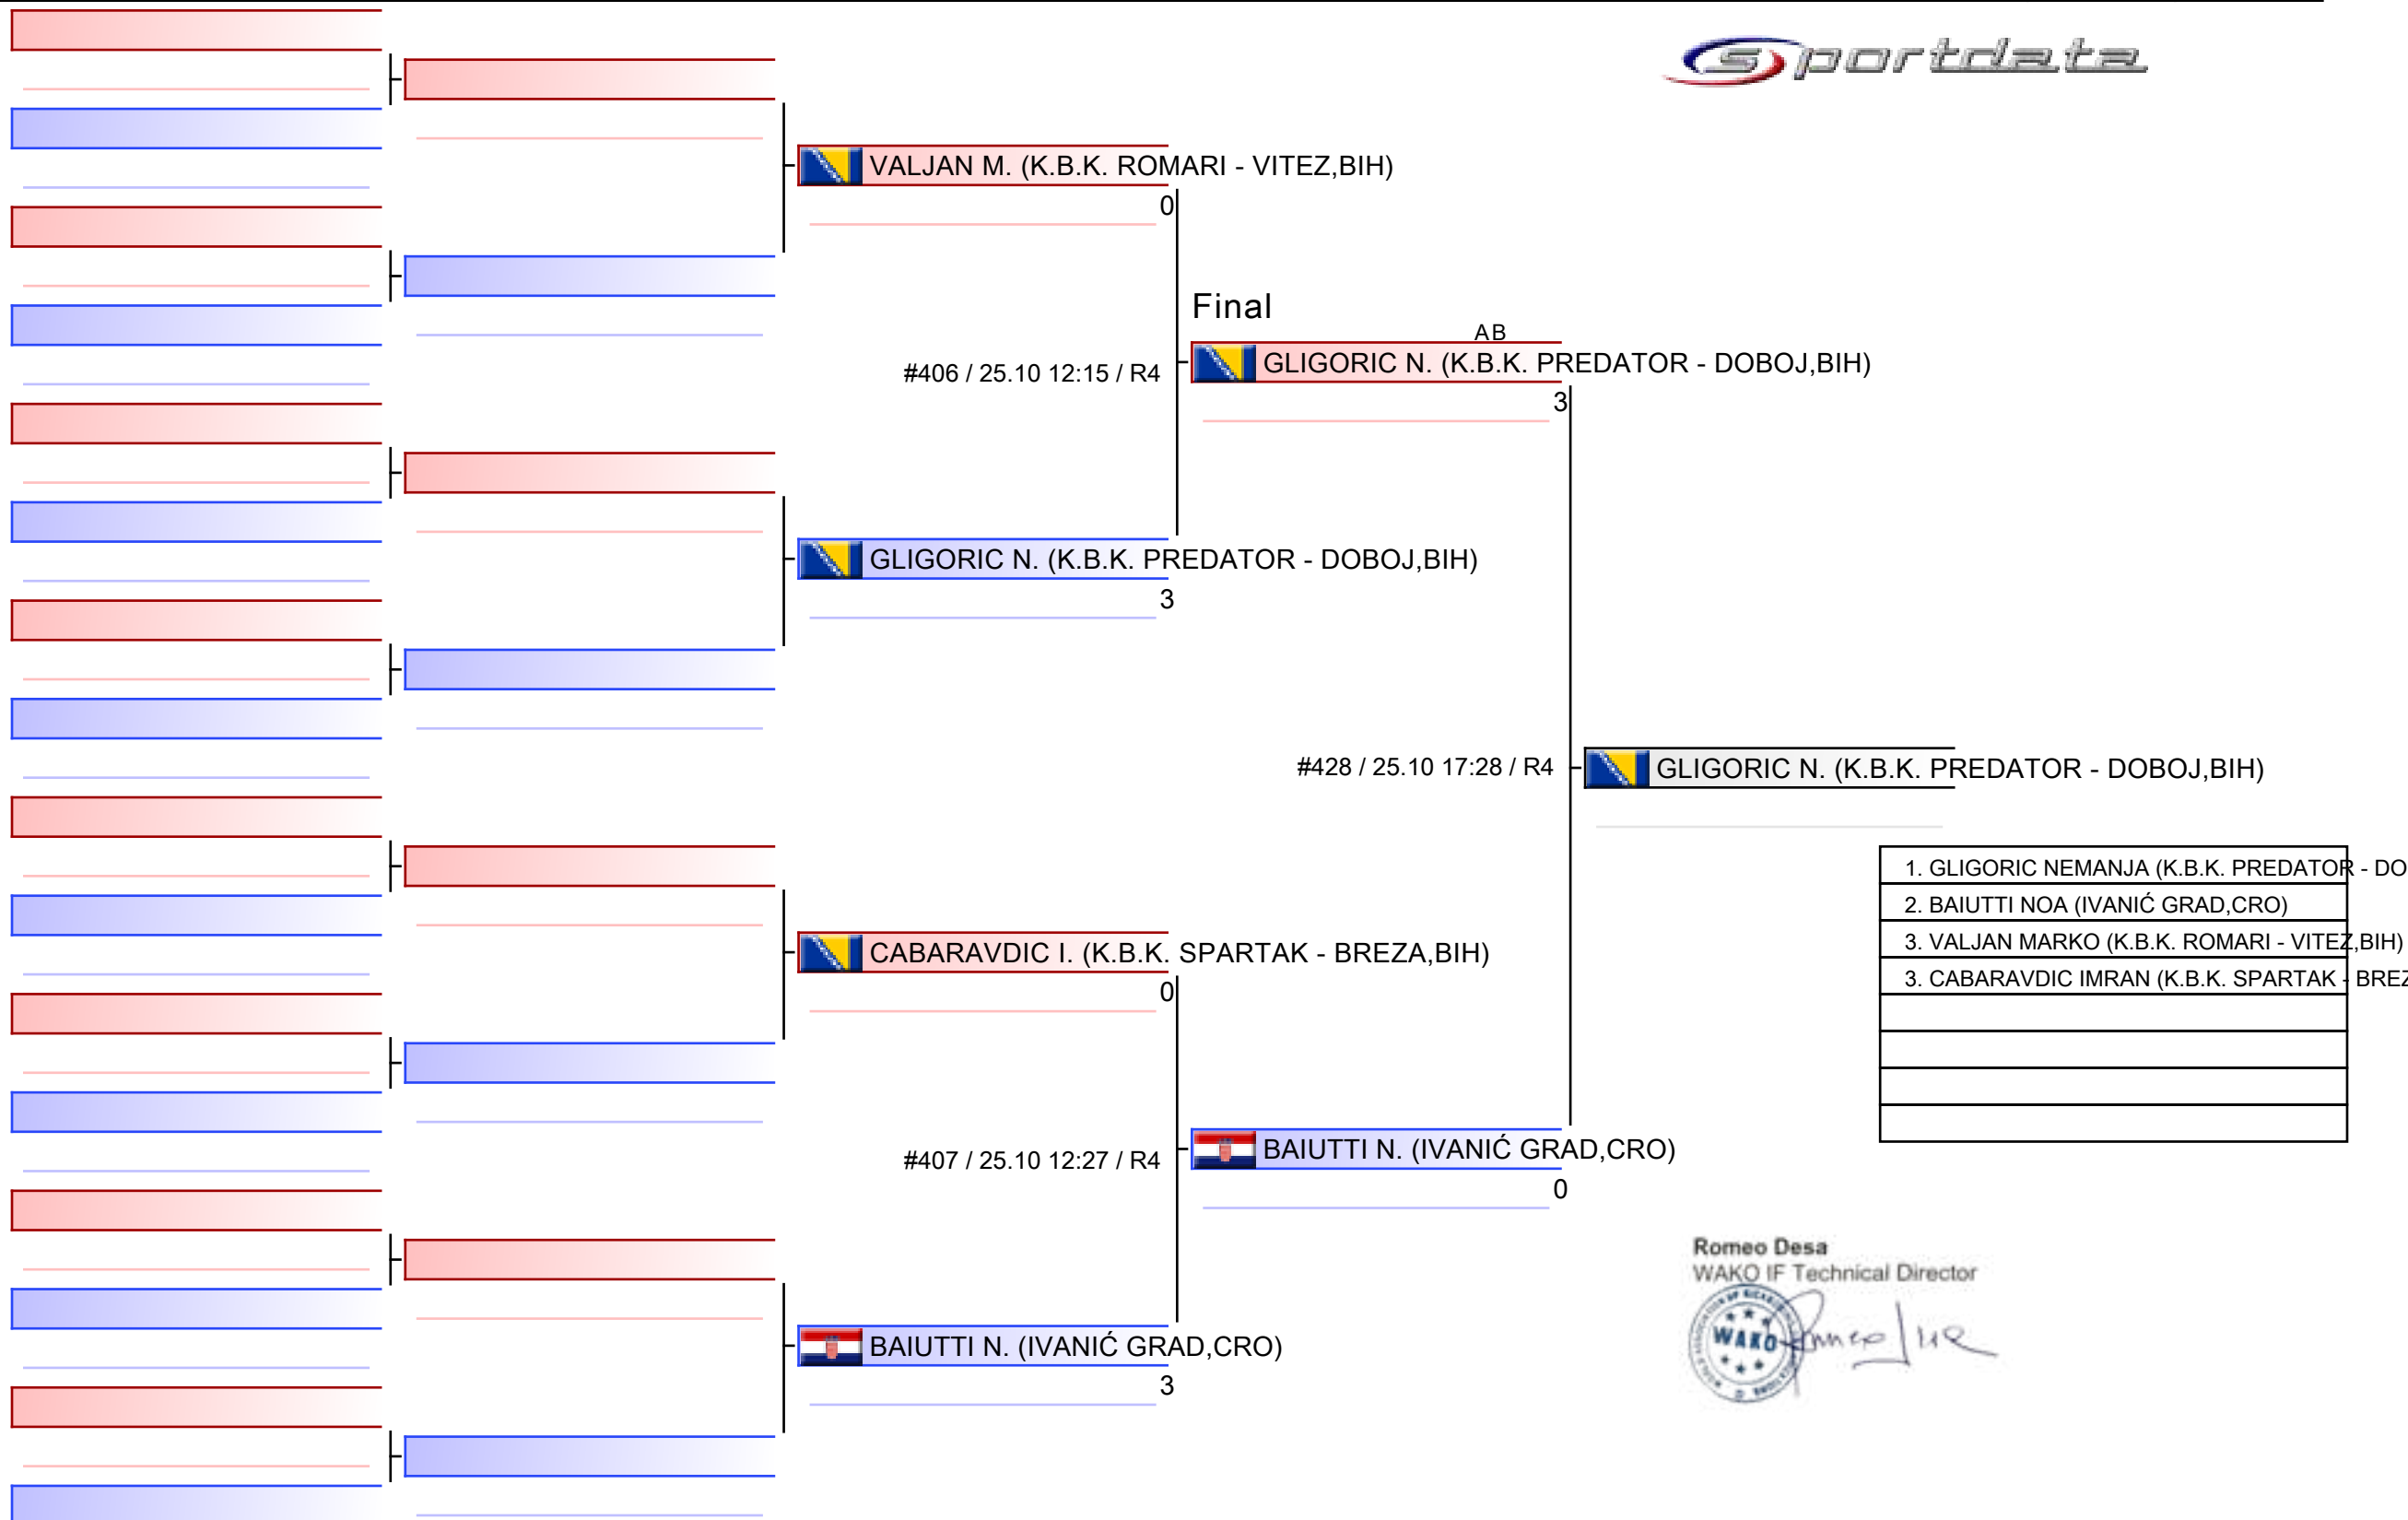 sportdata
VALJAN M. (K.B.K. ROMARI - VITEZ,BIH)
0
Final
AB
#406 / 25.10 12:15 / R4
GLIGORIC N. (K.B.K. PREDATOR - DOBOJ,BIH)
3
GLIGORIC N. (K.B.K. PREDATOR - DOBOJ,BIH)
3
#428 / 25.10 17:28 / R4
GLIGORIC N. (K.B.K. PREDATOR - DOBOJ,BIH)
1. GLIGORIC NEMANJA (K.B.K. PREDATOR - DO
2. BAIUTTI NOA (IVANIĆ GRAD,CRO)
3. VALJAN MARKO (K.B.K. ROMARI - VITEZ,BIH)
3. CABARAVDIC IMRAN (K.B.K. SPARTAK - BREZ
CABARAVDIC I. (K.B.K. SPARTAK - BREZA,BIH)
0
#407 / 25.10 12:27 / R4
BAIUTTI N. (IVANIĆ GRAD,CRO)
0
BAIUTTI N. (IVANIĆ GRAD,CRO)
3
Romeo Desa
WAKO IF Technical Director
WAKO